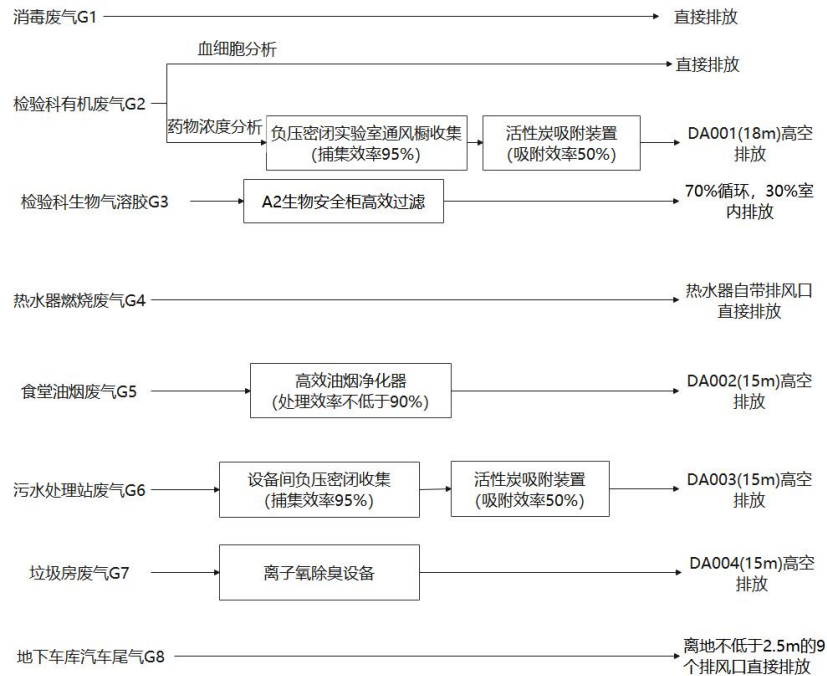 消毒废气G1
直接排放
血细胞分析
直接排放
检验科有机废气G2
药物浓度分析
负压密闭实验室通风橱收集
(捕集效率95%)
活性炭吸附装置
(吸附效率50%)
DA001(18m)高空
排放
检验科生物气溶胶G3
A2生物安全柜高效过滤
70%循环，30%室
内排放
热水器燃烧废气G4
热水器自带排风口
直接排放
食堂油烟废气G5
高效油烟净化器
(处理效率不低于90%)
DA002(15m)高空
排放
污水处理站废气G6
设备间负压密闭收集
(捕集效率95%)
活性炭吸附装置
(吸附效率50%)
DA003(15m)高空
排放
垃圾房废气G7
离子氧除臭设备
DA004(15m)高空
排放
地下车库汽车尾气G8
离地不低于2.5m的9
个排风口直接排放